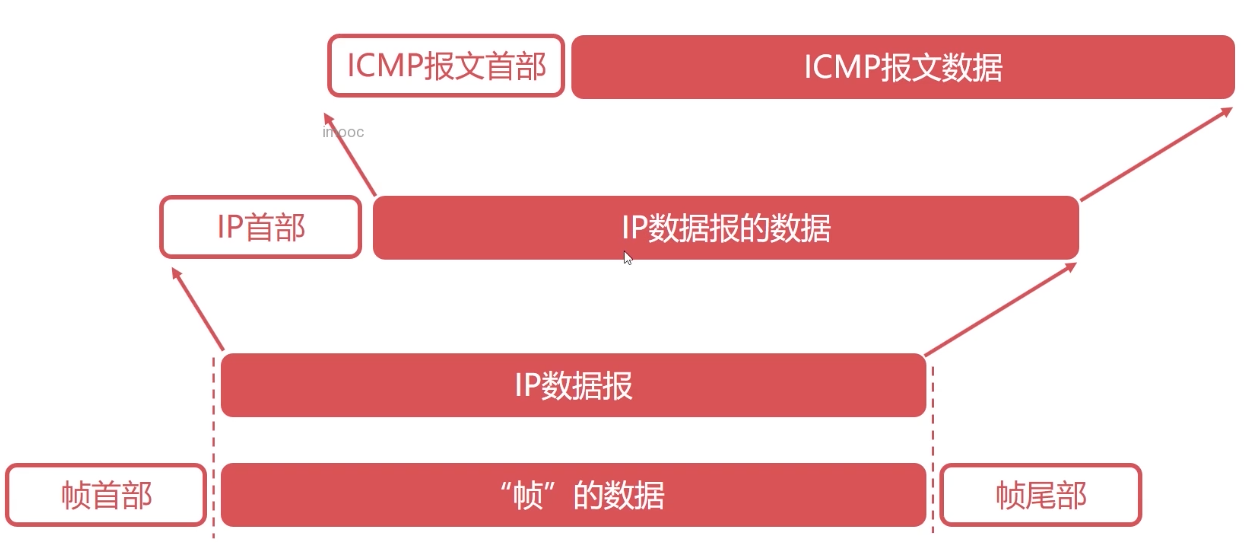 ICMP报文首部
ICMP报文数据
imooc
IP首部
IP数据报的数据
IP数据报
帧首部
“帧”的数据
帧尾部